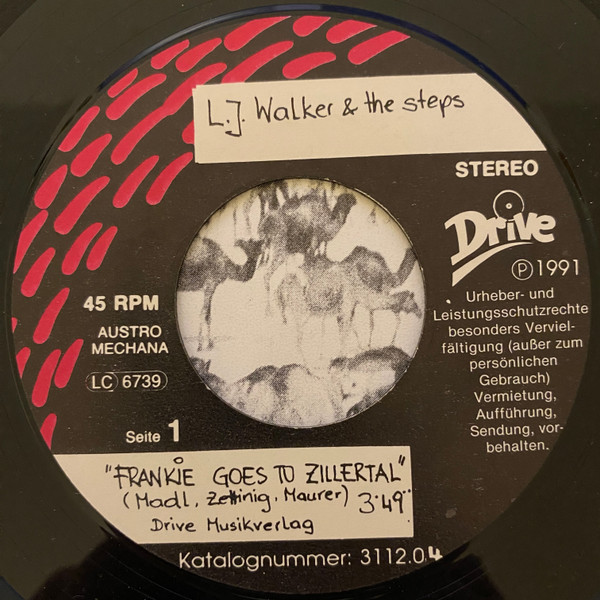 L.J. Walker & the steps
STEREO
Drive
Ⓟ 1991
45 RPM
AUSTRO
MECHANA
LC 6739
Urheber- und
Leistungsschutzrechte
besonders Verviel-
fältigung (außer zum
persönlichen
Gebrauch)
Vermietung,
Aufführung,
Sendung, vor-
behalten.
Seite 1
"FRANKIE GOES TO ZILLERTAL"
(Madl, Zettinig, Maurer) 3'49"
Drive Musikverlag
Katalognummer: 3112.04